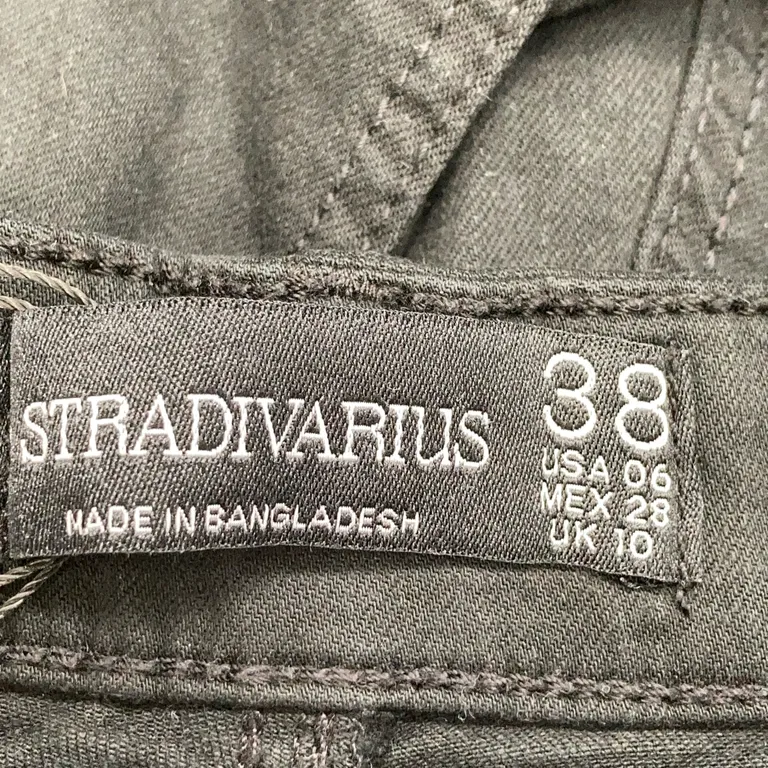 STRADIVARIUS
MADE IN BANGLADESH
38
USA 06
MEX 28
UK 10